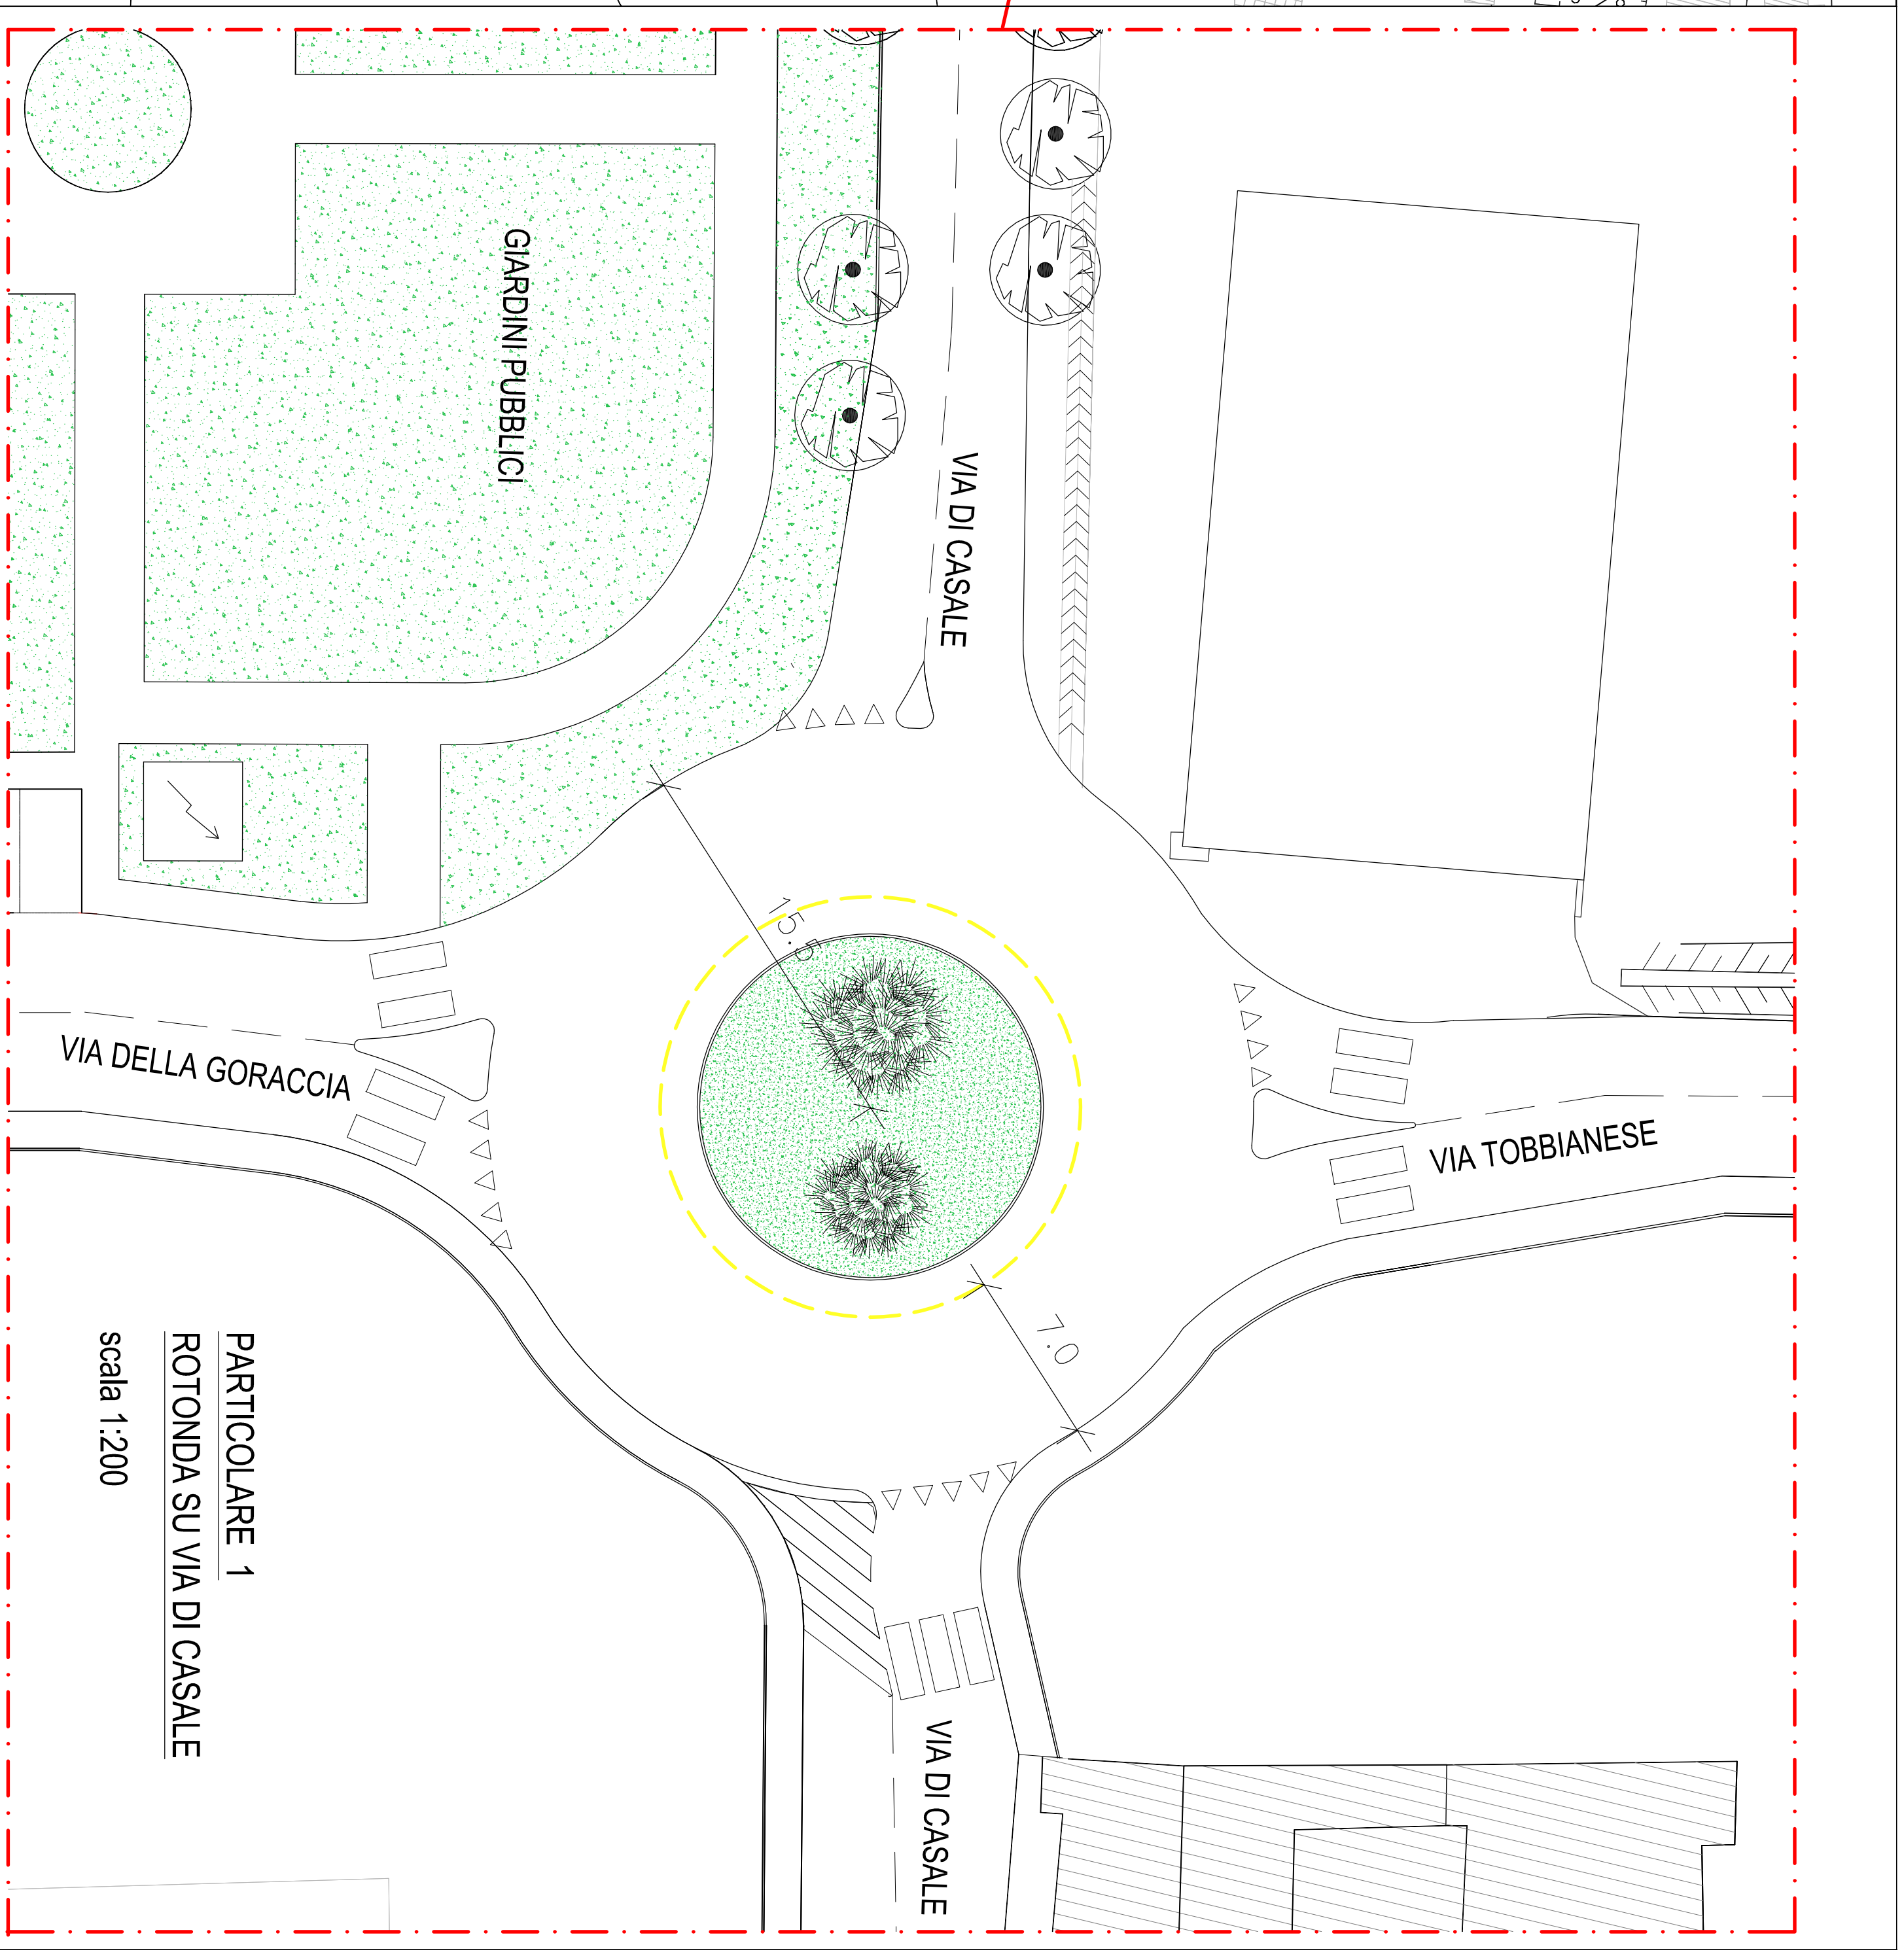 GIARDINI PUBBLICI
VIA DI CASALE
15.5
VIA DELLA GORACCIA
VIA TOBBIANESE
7.0
VIA DI CASALE
PARTICOLARE 1
ROTONDA SU VIA DI CASALE
scala 1:200